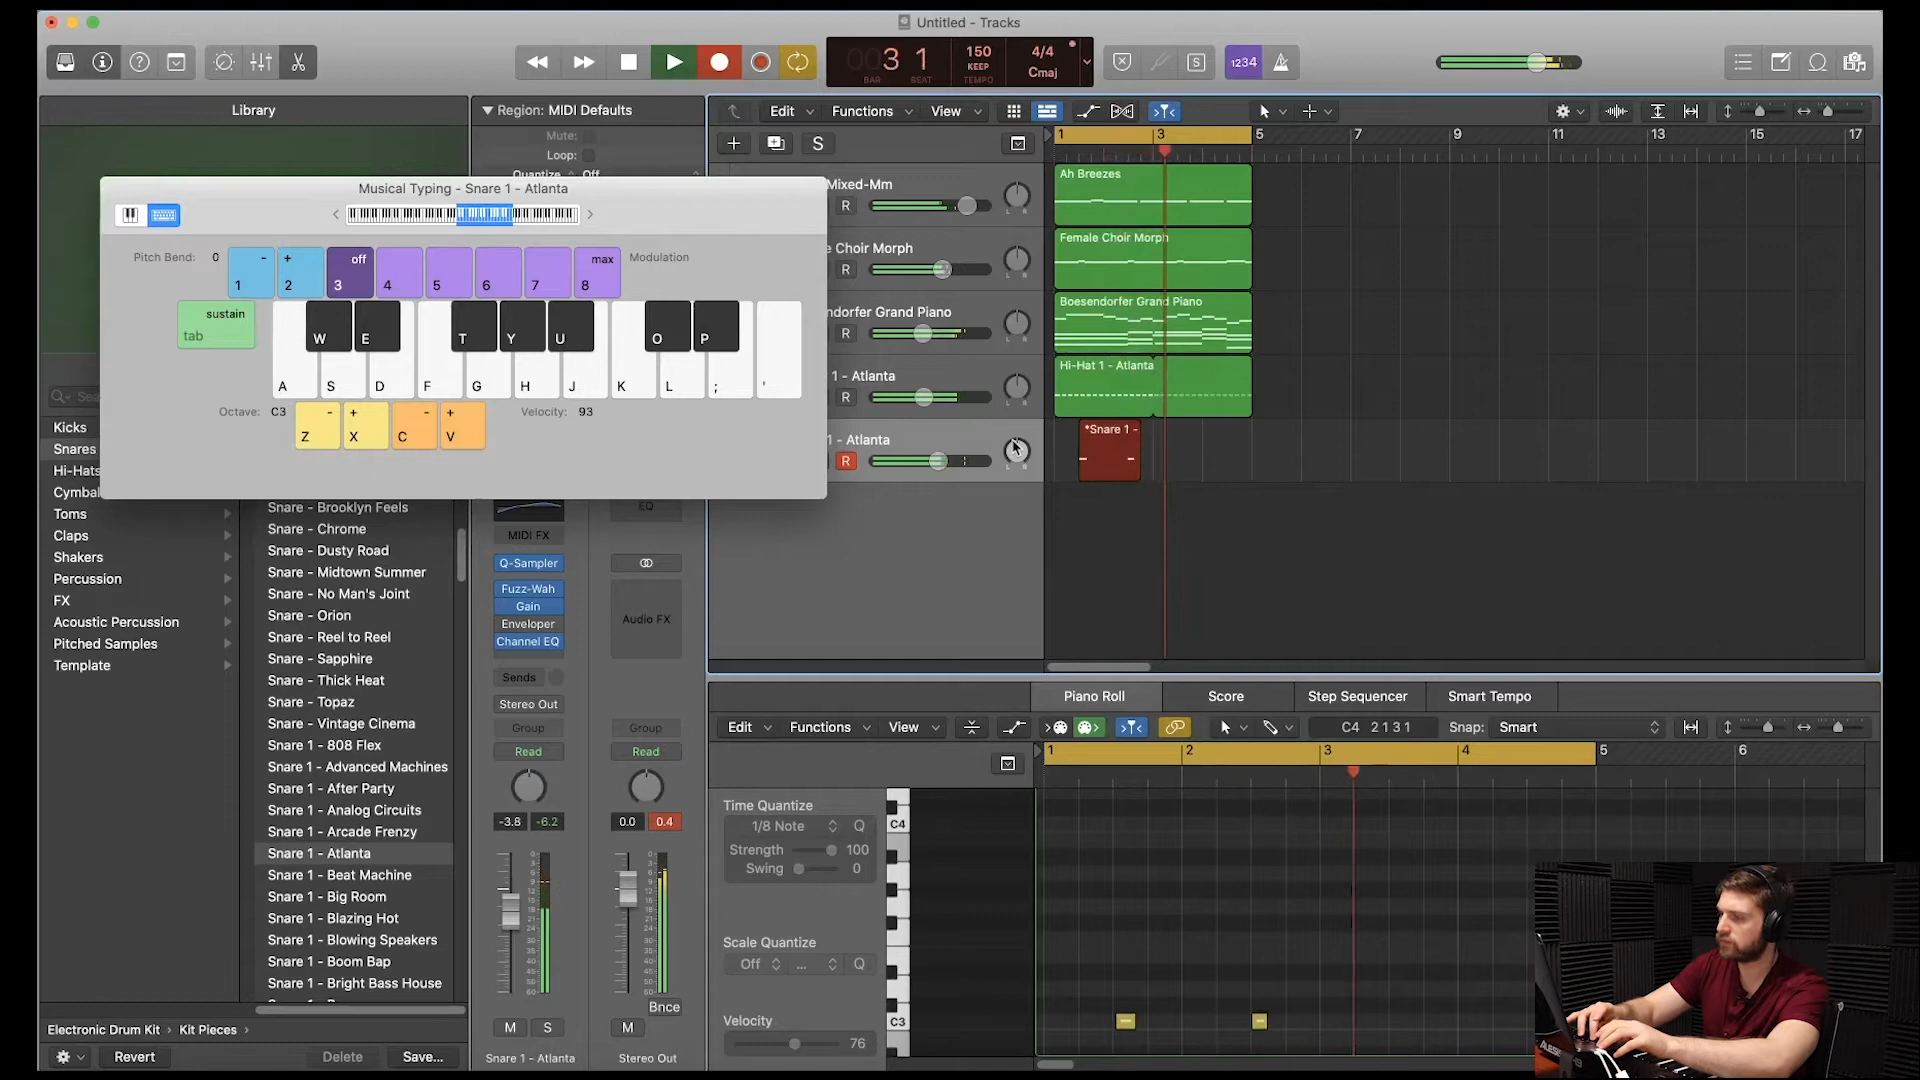 Untitled - Tracks
3 1
BAR BEAT
150
KEEP
TEMPO
4/4
Cmaj
1234
S
Library
Region: MIDI Defaults
Mute:
Loop:
Quantize Off
Edit Functions View
S
1 3 5 7 9 11 13 15 17
Musical Typing - Snare 1 - Atlanta
Pitch Bend: 0
- 1
+ 2
off 3
4
5
6
7
max 8
Modulation
sustain
tab
W E T Y U O P
A S D F G H J K L ; '
Octave: C3
- Z
+ X
- C
+ V
Velocity: 93
Mixed-Mm
R
L R
Choir Morph
R
L R
ndorfer Grand Piano
R
L R
1 - Atlanta
R
L R
1 - Atlanta
R
L R
Ah Breezes
Female Choir Morph
Boesendorfer Grand Piano
Hi-Hat 1 - Atlanta
*Snare 1 -
Sea
Kicks
Snares
Hi-Hats
Cymbal
Toms
Claps
Shakers
Percussion
FX
Acoustic Percussion
Pitched Samples
Template
Snare - Brooklyn Feels
Snare - Chrome
Snare - Dusty Road
Snare - Midtown Summer
Snare - No Man's Joint
Snare - Orion
Snare - Reel to Reel
Snare - Sapphire
Snare - Thick Heat
Snare - Topaz
Snare - Vintage Cinema
Snare 1 - 808 Flex
Snare 1 - Advanced Machines
Snare 1 - After Party
Snare 1 - Analog Circuits
Snare 1 - Arcade Frenzy
Snare 1 - Atlanta
Snare 1 - Beat Machine
Snare 1 - Big Room
Snare 1 - Blazing Hot
Snare 1 - Blowing Speakers
Snare 1 - Boom Bap
Snare 1 - Bright Bass House
Electronic Drum Kit › Kit Pieces ›
Revert
Delete
Save...
MIDI FX
Q-Sampler
Fuzz-Wah
Gain
Enveloper
Channel EQ
Sends
Stereo Out
Group
Read
-3.8 -6.2
M S
Snare 1 - Atlanta
EQ
Audio FX
Group
Read
0.0 0.4
Bnce
M
Stereo Out
Piano Roll
Score
Step Sequencer
Smart Tempo
Edit Functions View
C4 2 1 3 1
Snap: Smart
1 2 3 4 5 6
Time Quantize
1/8 Note Q
Strength 100
Swing 0
Scale Quantize
Off ... Q
Velocity
76
C4
C3
ALESIS